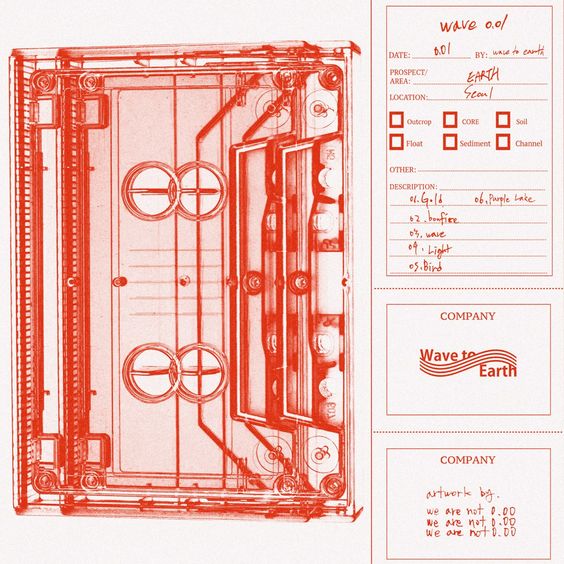 wave 0.01
DATE: 0.01 BY: wave to earth
PROSPECT/
AREA: EARTH
LOCATION: Seoul
Outcrop CORE Soil
Float Sediment Channel
OTHER:
DESCRIPTION:
01. Gold 06. Purple Lake
02. bonfire
03. wave
04. Light
05. Bird
COMPANY
Wave to
Earth
COMPANY
artwork by.
we are not 0.00
we are not 0.00
we are not 0.00